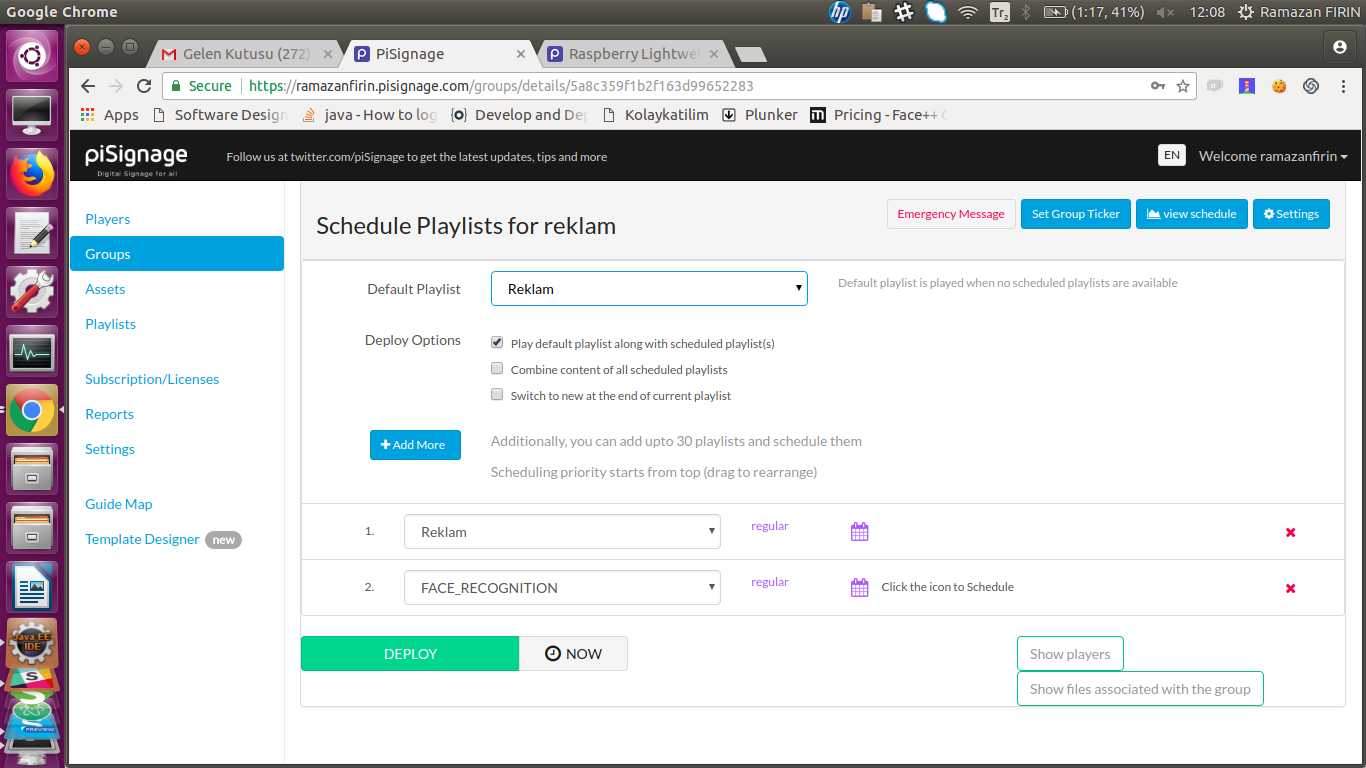 Google Chrome
Tr2
(1:17, 41%)
12:08
Ramazan FIRIN
Gelen Kutusu (272)
PiSignage
Raspberry Lightwei
Secure
https://ramazanfirin.pisignage.com/groups/details/5a8c359f1b2f163d99652283
Apps
Software Design
java - How to log
Develop and Dep
Kolaykatilim
Plunker
Pricing - Face++ C
piSignage
Digital Signage for all
Follow us at twitter.com/piSignage to get the latest updates, tips and more
EN
Welcome ramazanfirin
Players
Groups
Assets
Playlists
Subscription/Licenses
Reports
Settings
Guide Map
Template Designer new
Schedule Playlists for reklam
Emergency Message
Set Group Ticker
view schedule
Settings
Default Playlist
Reklam
Default playlist is played when no scheduled playlists are available
Deploy Options
Play default playlist along with scheduled playlist(s)
Combine content of all scheduled playlists
Switch to new at the end of current playlist
+ Add More
Additionally, you can add upto 30 playlists and schedule them
Scheduling priority starts from top (drag to rearrange)
1. Reklam regular
2. FACE_RECOGNITION regular Click the icon to Schedule
DEPLOY
NOW
Show players
Show files associated with the group
Java EE
IDE